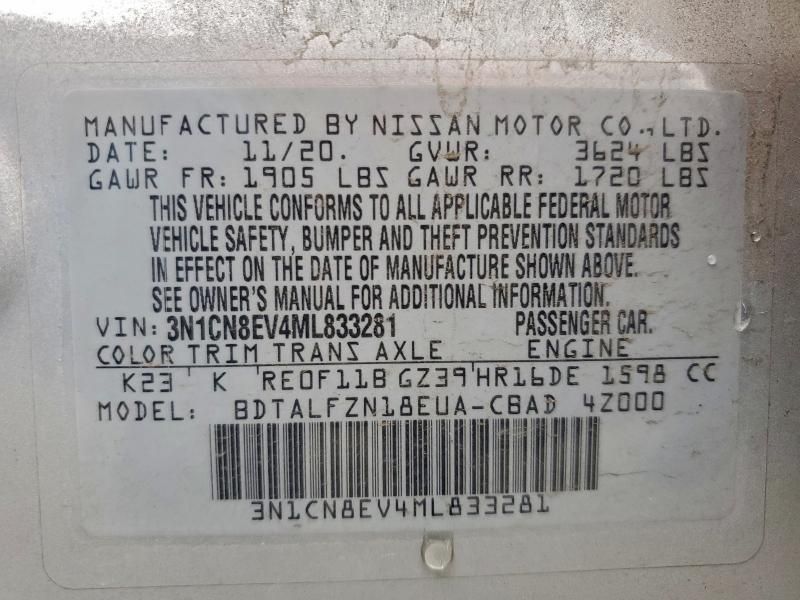 MANUFACTURED BY NISSAN MOTOR CO., LTD.
DATE: 11/20. GVWR: 3624 LBS
GAWR FR: 1905 LBS GAWR RR: 1720 LBS
THIS VEHICLE CONFORMS TO ALL APPLICABLE FEDERAL MOTOR
VEHICLE SAFETY, BUMPER AND THEFT PREVENTION STANDARDS
IN EFFECT ON THE DATE OF MANUFACTURE SHOWN ABOVE.
SEE OWNER'S MANUAL FOR ADDITIONAL INFORMATION.
VIN: 3N1CN8EV4ML833281 PASSENGER CAR.
COLOR TRIM TRANS AXLE ENGINE
K23 K RE0F11B GZ39 HR16DE 1598 CC
MODEL: BDTALFZN18EUA-CBAD 4Z000
3N1CN8EV4ML833281